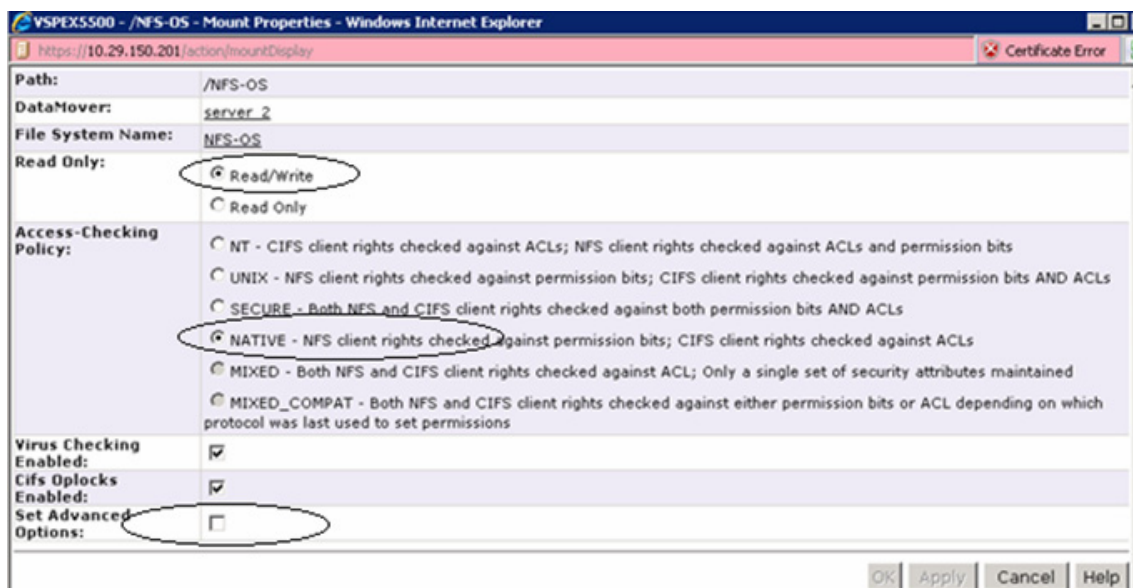 VSPEX5500 - /NFS-OS - Mount Properties - Windows Internet Explorer
https://10.29.150.201/action/mountDisplay
Certificate Error
Path:
/NFS-OS
DataMover:
server_2
File System Name:
NFS-OS
Read Only:
Read/Write
Read Only
Access-Checking
Policy:
NT - CIFS client rights checked against ACLs; NFS client rights checked against ACLs and permission bits
UNIX - NFS client rights checked against permission bits; CIFS client rights checked against permission bits AND ACLs
SECURE - Both NFS and CIFS client rights checked against both permission bits AND ACLs
NATIVE - NFS client rights checked against permission bits; CIFS client rights checked against ACLs
MIXED - Both NFS and CIFS client rights checked against ACL; Only a single set of security attributes maintained
MIXED_COMPAT - Both NFS and CIFS client rights checked against either permission bits or ACL depending on which
protocol was last used to set permissions
Virus Checking
Enabled:
Cifs Oplocks
Enabled:
Set Advanced
Options:
OK Apply Cancel Help